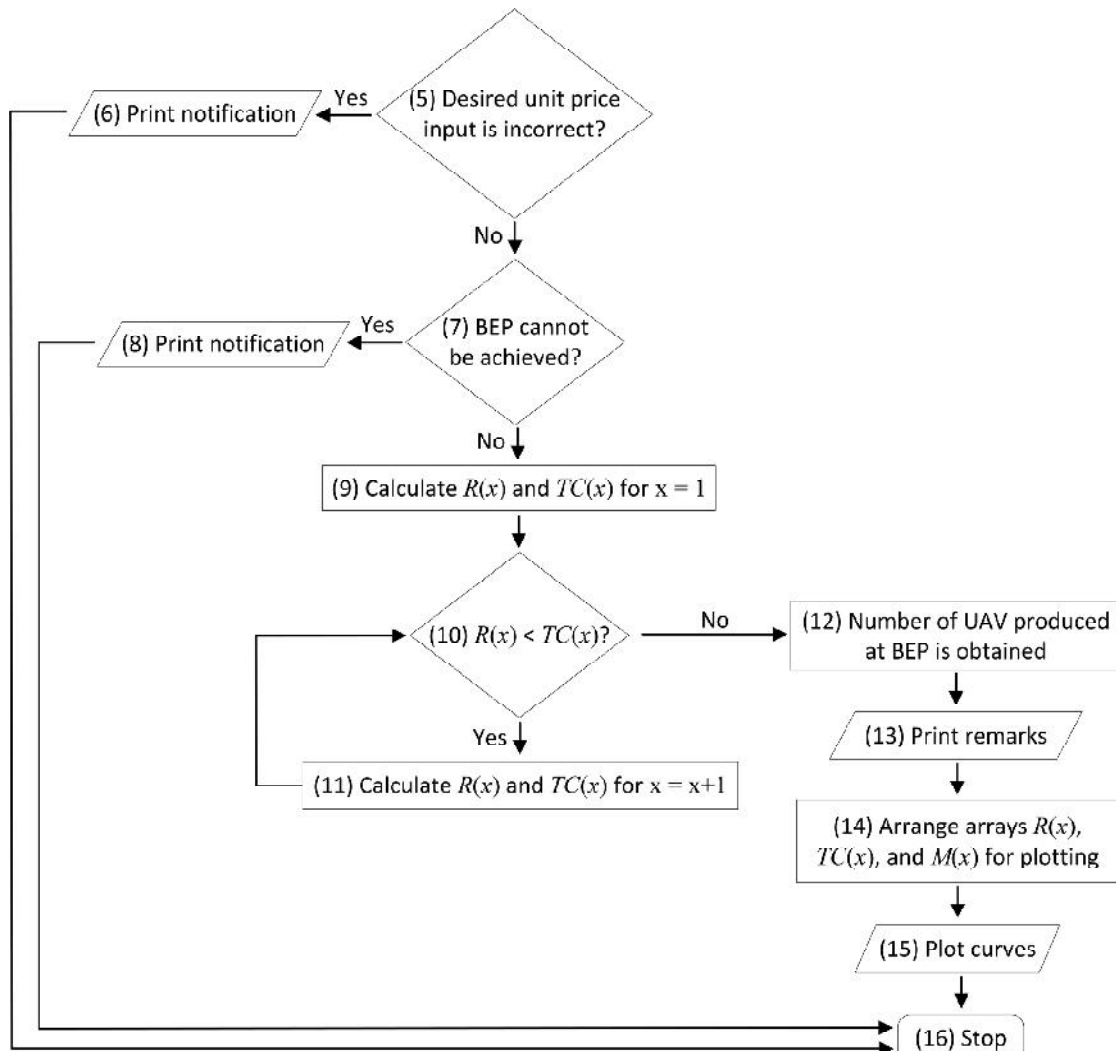 (5) Desired unit price
input is incorrect?
Yes
(6) Print notification
No
(7) BEP cannot
be achieved?
Yes
(8) Print notification
No
(9) Calculate R(x) and TC(x) for x = 1
(10) R(x) < TC(x)?
No
(12) Number of UAV produced
at BEP is obtained
Yes
(11) Calculate R(x) and TC(x) for x = x+1
(13) Print remarks
(14) Arrange arrays R(x),
TC(x), and M(x) for plotting
(15) Plot curves
(16) Stop